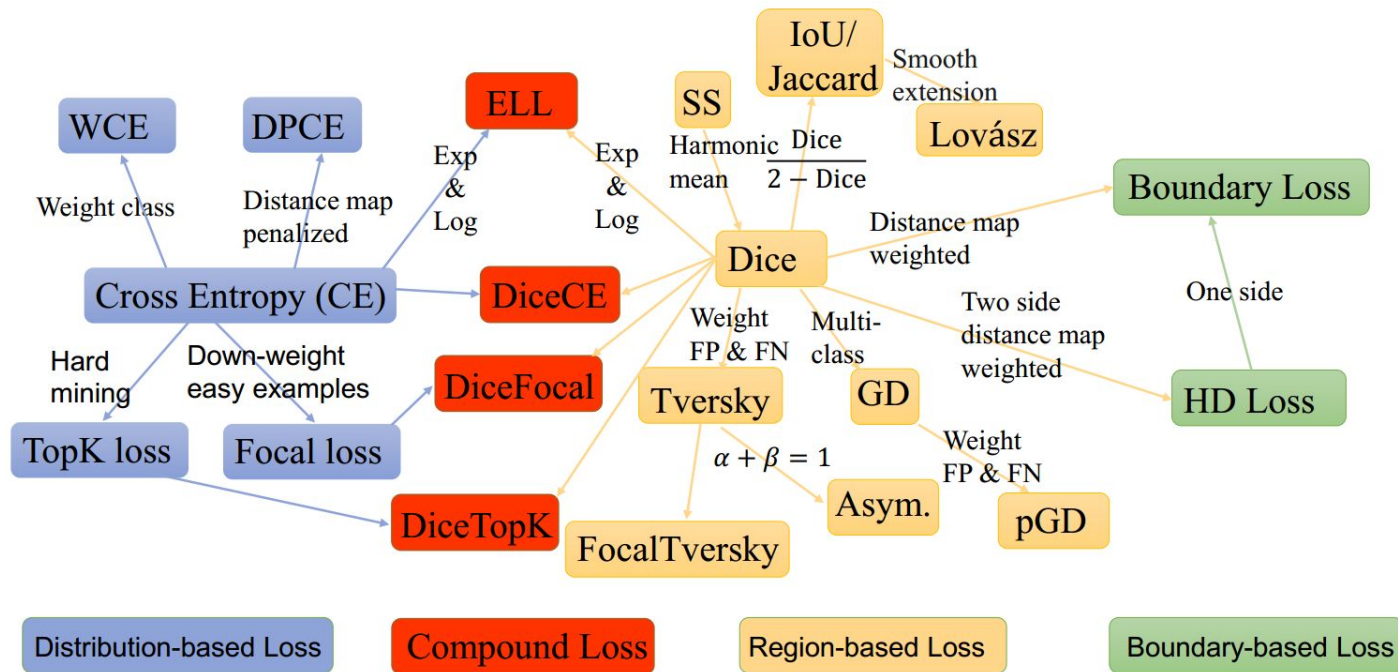 IoU/
Jaccard
Smooth
extension
ELL
SS
WCE
DPCE
Lovász
Harmonic
mean
Dice
2 − Dice
Exp
&
Log
Exp
&
Log
Boundary Loss
Weight class
Distance map
penalized
Distance map
weighted
Dice
Cross Entropy (CE)
DiceCE
One side
Two side
distance map
weighted
Weight
FP & FN
Multi-
class
Hard
mining
Down-weight
easy examples
DiceFocal
Tversky
GD
HD Loss
TopK loss
Focal loss
α + β = 1
Weight
FP & FN
Asym.
DiceTopK
FocalTversky
pGD
Distribution-based Loss
Compound Loss
Region-based Loss
Boundary-based Loss